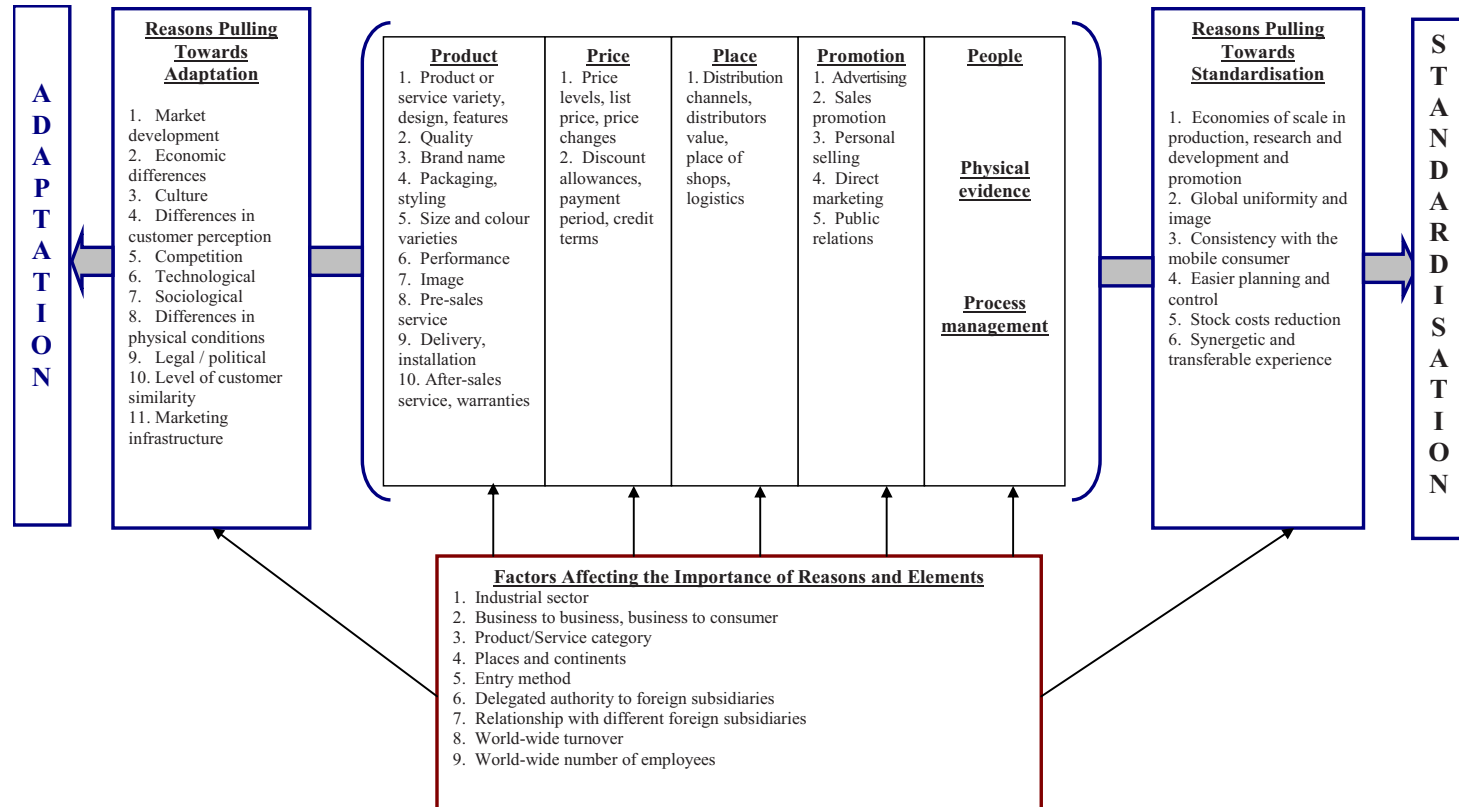 A
D
A
P
T
A
T
I
O
N
Reasons Pulling
Towards
Adaptation
1. Market
development
2. Economic
differences
3. Culture
4. Differences in
customer perception
5. Competition
6. Technological
7. Sociological
8. Differences in
physical conditions
9. Legal / political
10. Level of customer
similarity
11. Marketing
infrastructure
Product
1. Product or
service variety,
design, features
2. Quality
3. Brand name
4. Packaging,
styling
5. Size and colour
varieties
6. Performance
7. Image
8. Pre-sales
service
9. Delivery,
installation
10. After-sales
service, warranties
Price
1. Price
levels, list
price, price
changes
2. Discount
allowances,
payment
period, credit
terms
Place
1. Distribution
channels,
distributors
value,
place of
shops,
logistics
Promotion
1. Advertising
2. Sales
promotion
3. Personal
selling
4. Direct
marketing
5. Public
relations
People
Physical
evidence
Process
management
Reasons Pulling
Towards
Standardisation
1. Economies of scale in
production, research and
development and
promotion
2. Global uniformity and
image
3. Consistency with the
mobile consumer
4. Easier planning and
control
5. Stock costs reduction
6. Synergetic and
transferable experience
S
T
A
N
D
A
R
D
I
S
A
T
I
O
N
Factors Affecting the Importance of Reasons and Elements
1. Industrial sector
2. Business to business, business to consumer
3. Product/Service category
4. Places and continents
5. Entry method
6. Delegated authority to foreign subsidiaries
7. Relationship with different foreign subsidiaries
8. World-wide turnover
9. World-wide number of employees